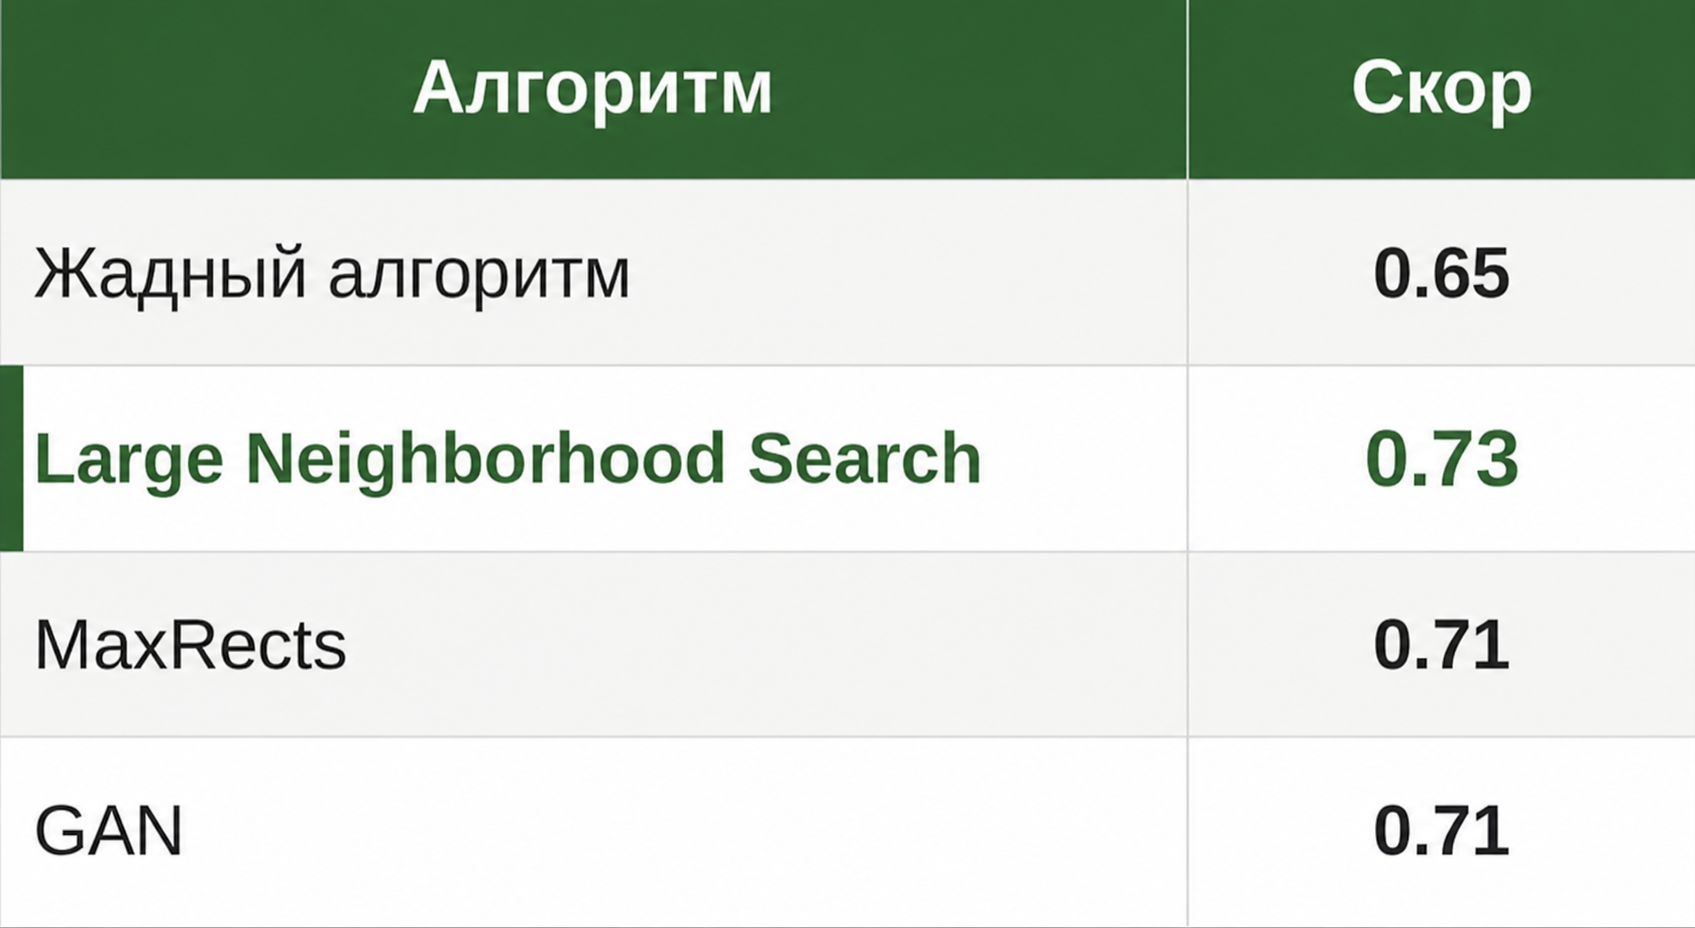 Алгоритм Скор
Жадный алгоритм 0.65
Large Neighborhood Search 0.73
MaxRects 0.71
GAN 0.71